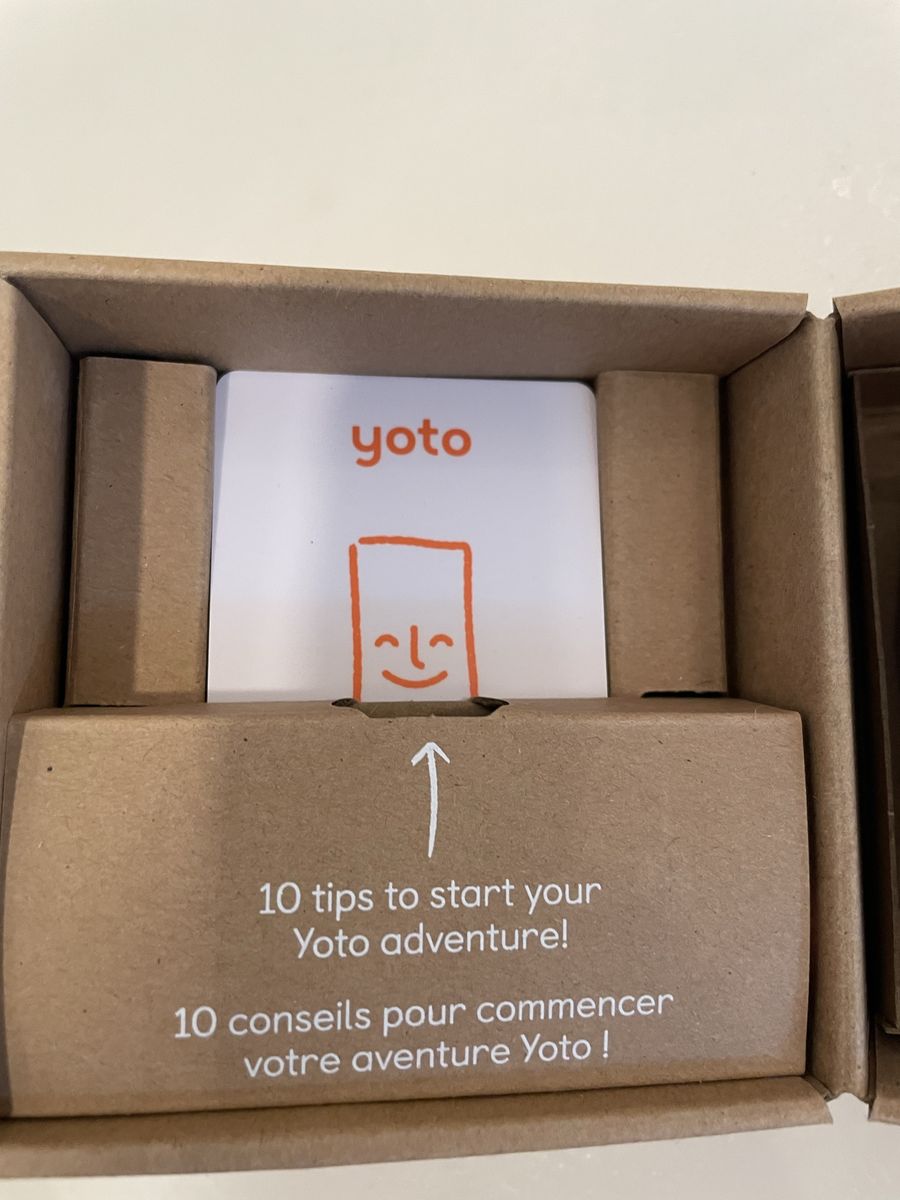 yoto
10 tips to start your
Yoto adventure!
10 conseils pour commencer
votre aventure Yoto !